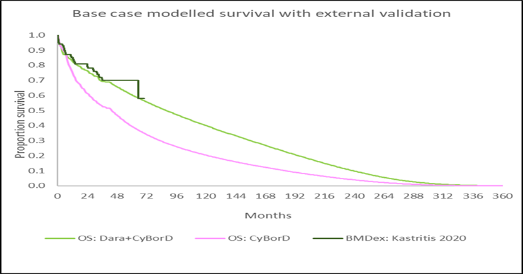 Base case modelled survival with external validation
Proportion survival
1.0
0.9
0.8
0.7
0.6
0.5
0.4
0.3
0.2
0.1
0.0
0 24 48 72 96 120 144 168 192 216 240 264 288 312 336 360
Months
OS: Dara+CyBorD OS: CyBorD BMDex: Kastritis 2020